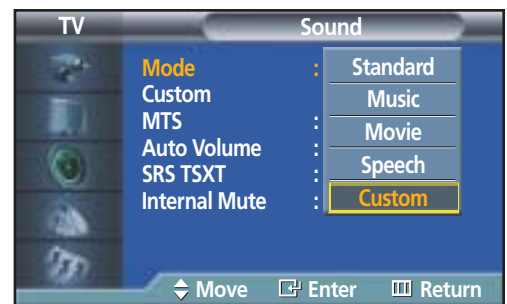 TV Sound
Mode : Standard
Custom Music
MTS : Movie
Auto Volume : Speech
SRS TSXT :
Internal Mute : Custom
Move Enter Return